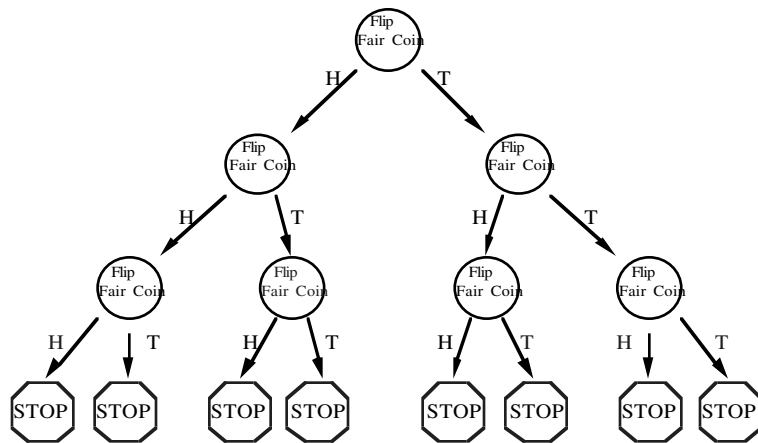 Flip
Fair Coin
H T
Flip Flip
Fair Coin Fair Coin
H T H T
Flip Flip Flip Flip
Fair Coin Fair Coin Fair Coin Fair Coin
H T H T H T H T
STOP STOP STOP STOP STOP STOP STOP STOP